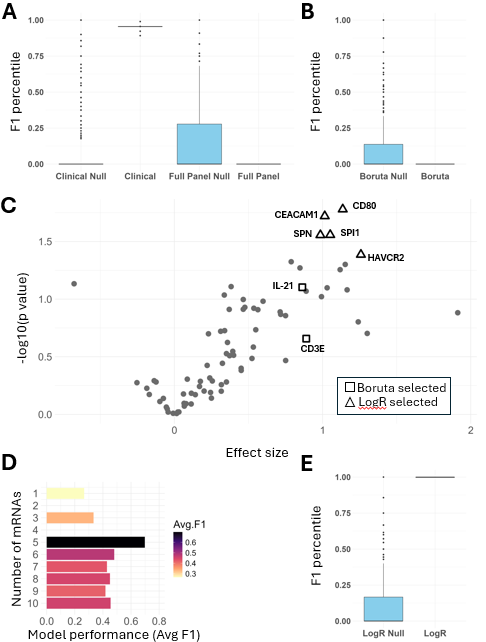 A
F1 percentile
1.00
0.75
0.50
0.25
0.00
Clinical Null
Clinical
Full Panel Null
Full Panel
B
F1 percentile
1.00
0.75
0.50
0.25
0.00
Boruta Null
Boruta
C
-log10(p value)
1.5
1.0
0.5
0.0
CEACAM1
CD80
SPN
SPI1
HAVCR2
IL-21
CD3E
Boruta selected
LogR selected
0
1
2
Effect size
D
Number of mRNAs
1
2
3
4
5
6
7
8
9
10
0.0 0.2 0.4 0.6 0.8
Model performance (Avg F1)
Avg.F1
0.6
0.5
0.4
0.3
E
F1 percentile
1.00
0.75
0.50
0.25
0.00
LogR Null
LogR